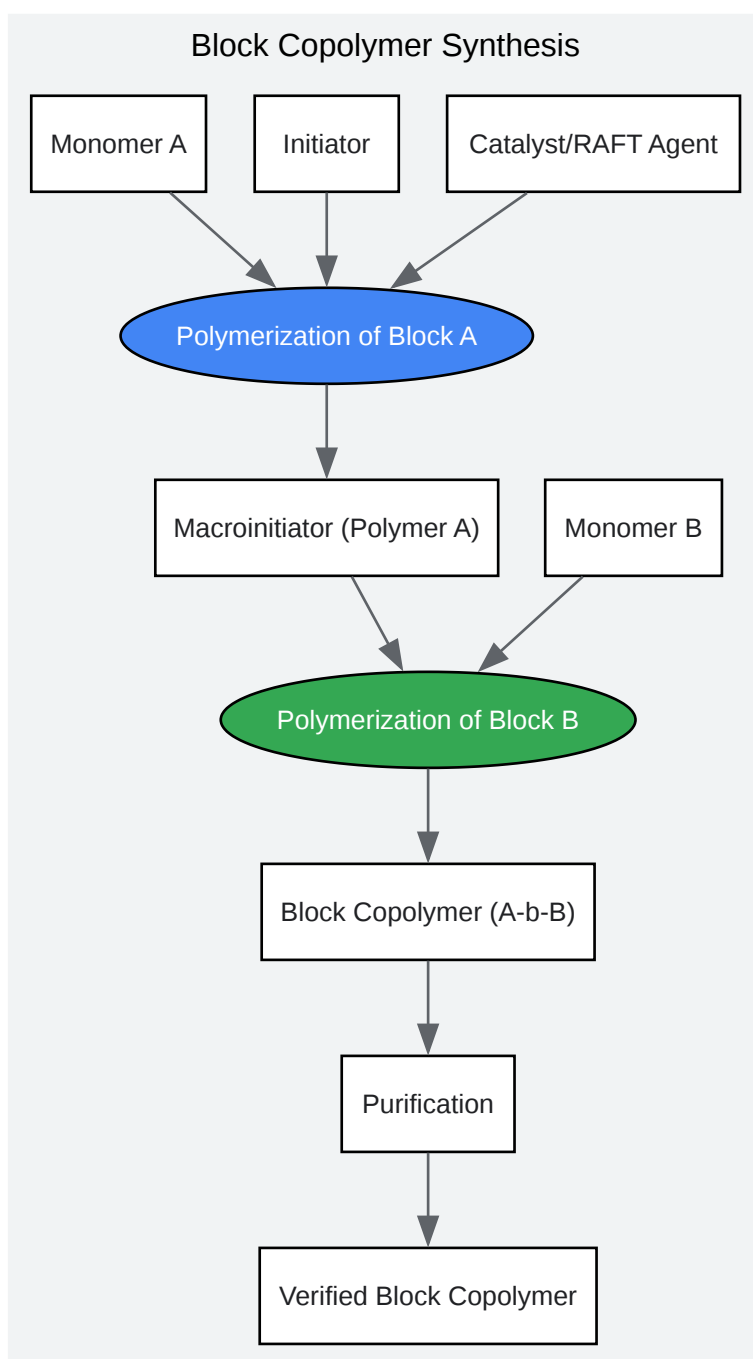 Block Copolymer Synthesis
Monomer A
Initiator
Catalyst/RAFT Agent
Polymerization of Block A
Macroinitiator (Polymer A)
Monomer B
Polymerization of Block B
Block Copolymer (A-b-B)
Purification
Verified Block Copolymer